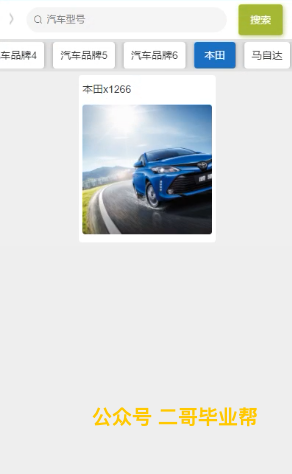 汽车型号
搜索
车品牌4
汽车品牌5
汽车品牌6
本田
马自达
本田x1266
公众号 二哥毕业帮